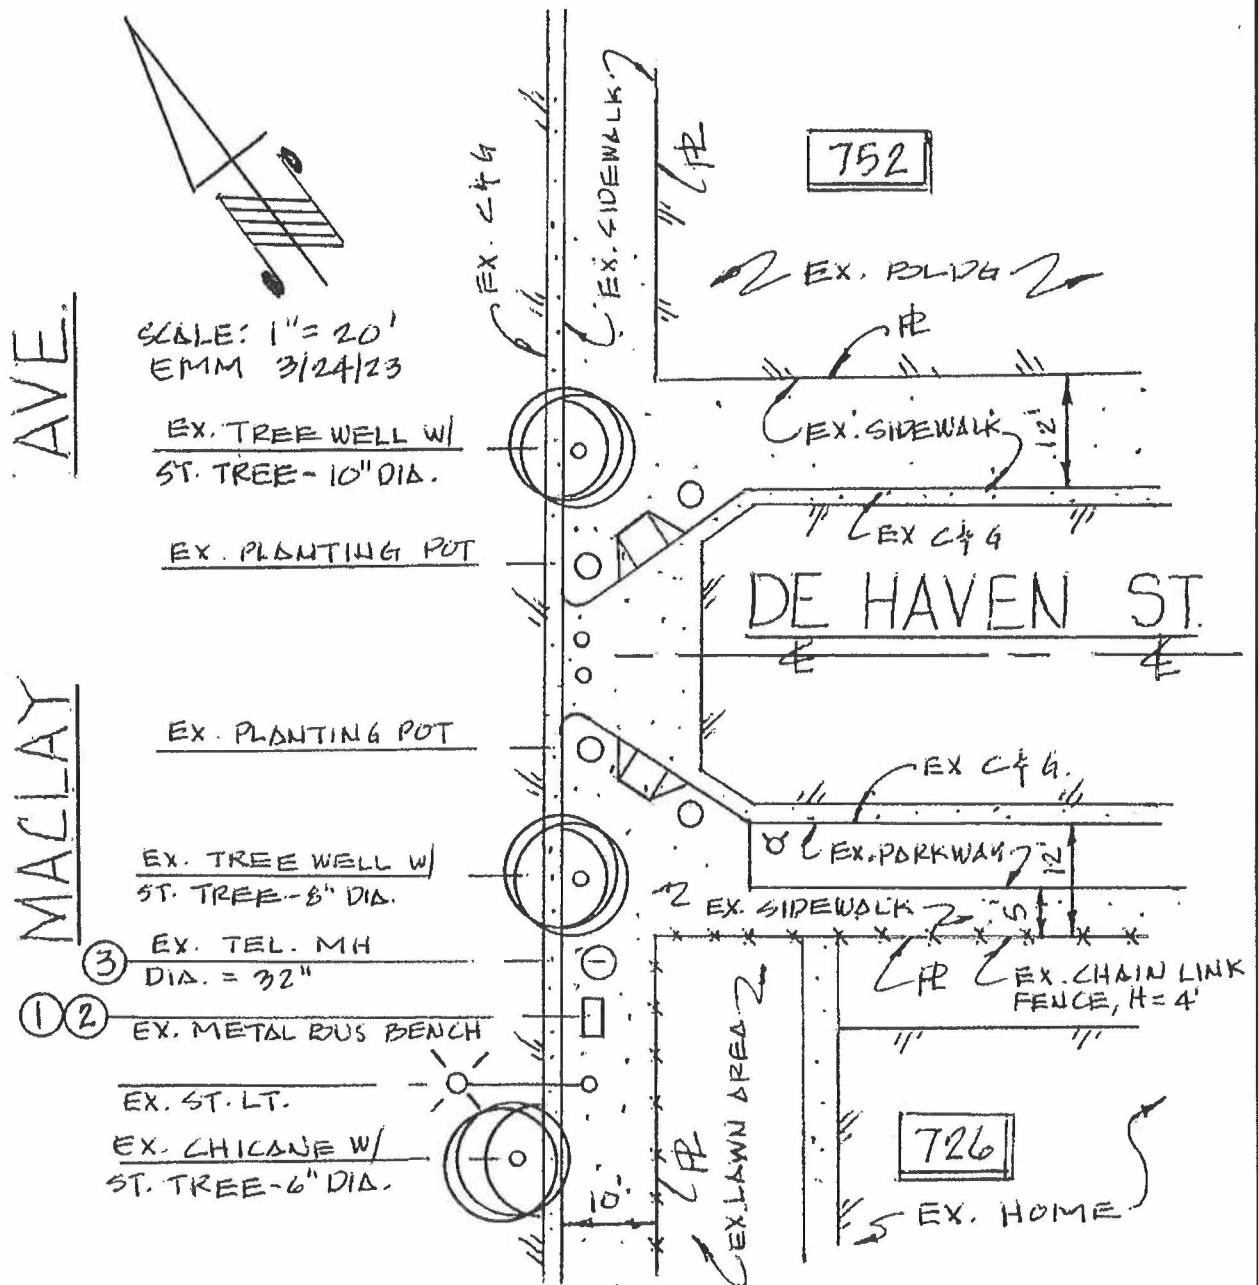 EX. C & G
EX. SIDEWALK
PL
752
EX. BLDG
PL
SCALE: 1" = 20'
EMM 3/24/23
AVE.
EX. TREE WELL W/
ST. TREE - 10" DIA.
EX. SIDEWALK
12'
EX. PLANTING POT
EX C & G
DE HAVEN ST.
CL
CL
MACLAY
EX. PLANTING POT
EX C & G.
EX. TREE WELL W/
ST. TREE - 8" DIA.
EX. PARKWAY
12'
EX. SIDEWALK
5'
3
EX. TEL. MH
DIA. = 32"
PL
EX. CHAIN LINK
FENCE, H = 4'
1 2
EX. METAL BUS BENCH
EX. LAWN AREA
EX. ST. LT.
EX. CHICANE W/
ST. TREE - 6" DIA.
PL
10'
726
EX. HOME